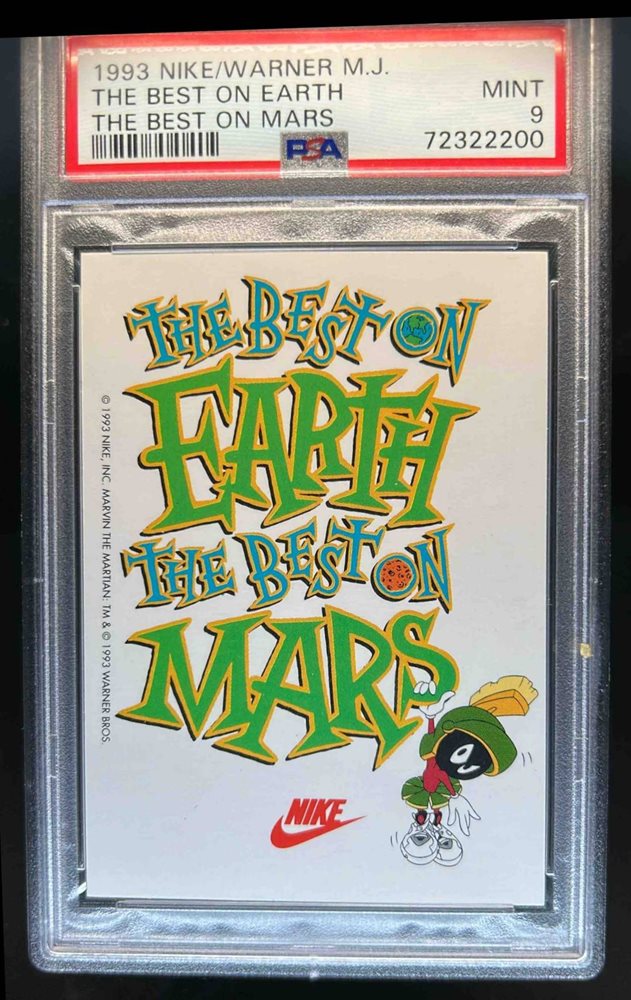 1993 NIKE/WARNER M.J.
THE BEST ON EARTH
THE BEST ON MARS
MINT
9
72322200
PSA
THE BEST ON
EARTH
THE BEST ON
MARS
© 1993 NIKE, INC. MARVIN THE MARTIAN: TM & © 1993 WARNER BROS.
NIKE